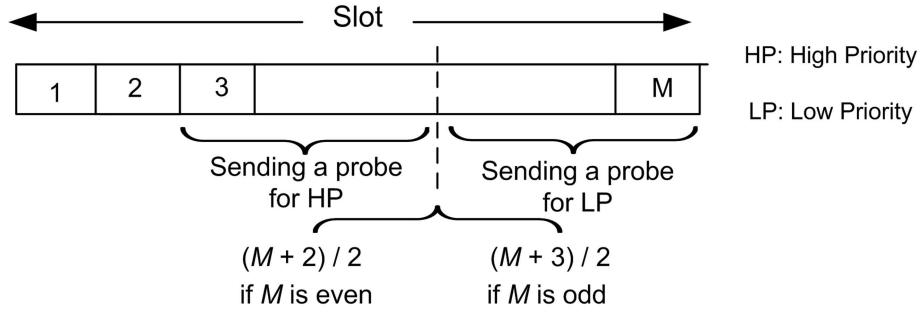 Slot
1 2 3 M
HP: High Priority
LP: Low Priority
Sending a probe
for HP
Sending a probe
for LP
(M + 2) / 2
if M is even
(M + 3) / 2
if M is odd